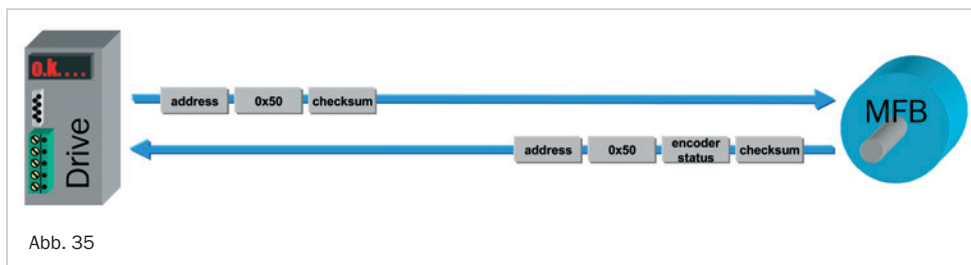 o.k. . . .
Drive
address 0x50 checksum
MFB
address 0x50 encoder status checksum
Abb. 35